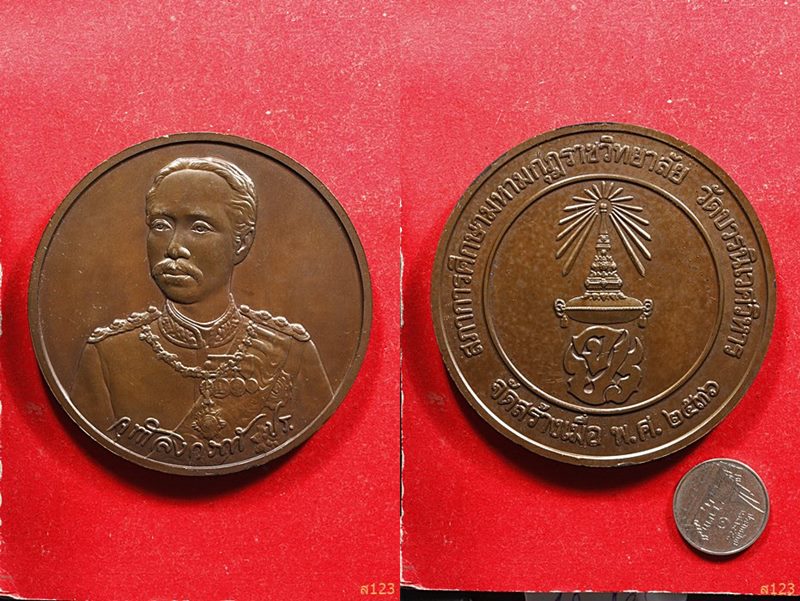 จุฬาลงกรณ์ ปร
สภาการศึกษามหามกุฏราชวิทยาลัย วัดบวรนิเวศวิหาร
จัดสร้างเมื่อ พ.ศ. ๒๕๓๖
ส123
ส123